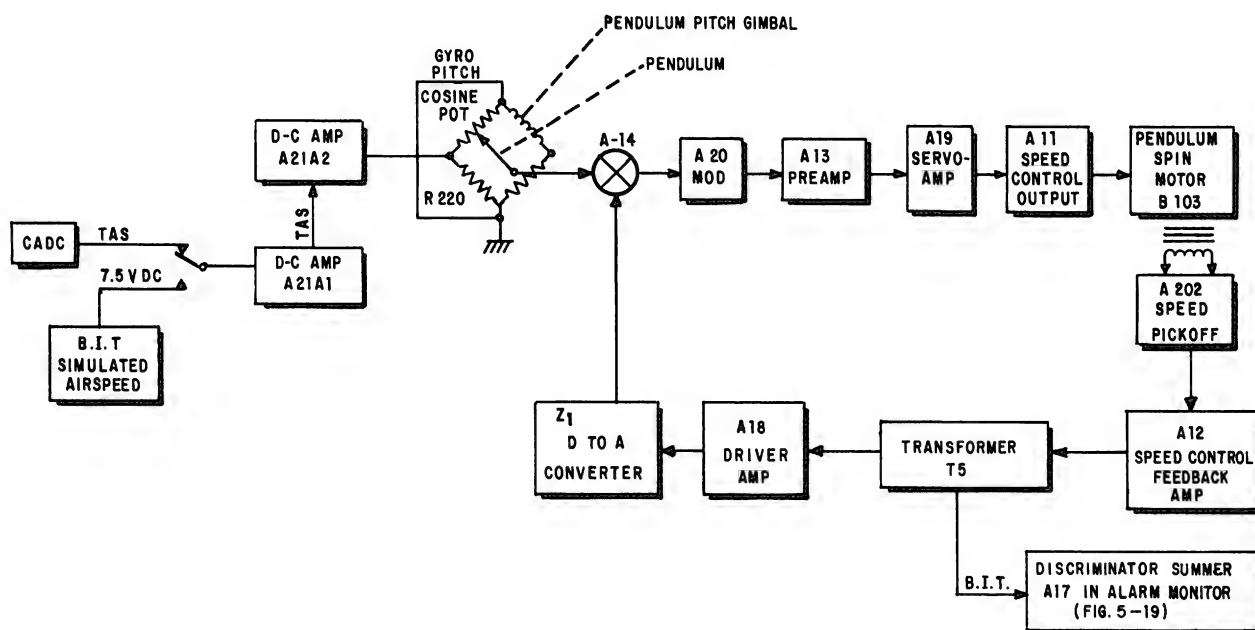 PENDULUM PITCH GIMBAL
PENDULUM
GYRO
PITCH
COSINE
POT
R 220
D-C AMP
A21A2
TAS
CADC
TAS
7.5 V DC
D-C AMP
A21A1
B.I.T
SIMULATED
AIRSPEED
A-14
A 20
MOD
A13
PREAMP
A19
SERVO-
AMP
A 11
SPEED
CONTROL
OUTPUT
PENDULUM
SPIN
MOTOR
B 103
A 202
SPEED
PICKOFF
Z1
D TO A
CONVERTER
A18
DRIVER
AMP
TRANSFORMER
T5
A12
SPEED CONTROL
FEEDBACK
AMP
B.I.T.
DISCRIMINATOR SUMMER
A17 IN ALARM MONITOR
(FIG. 5-19)